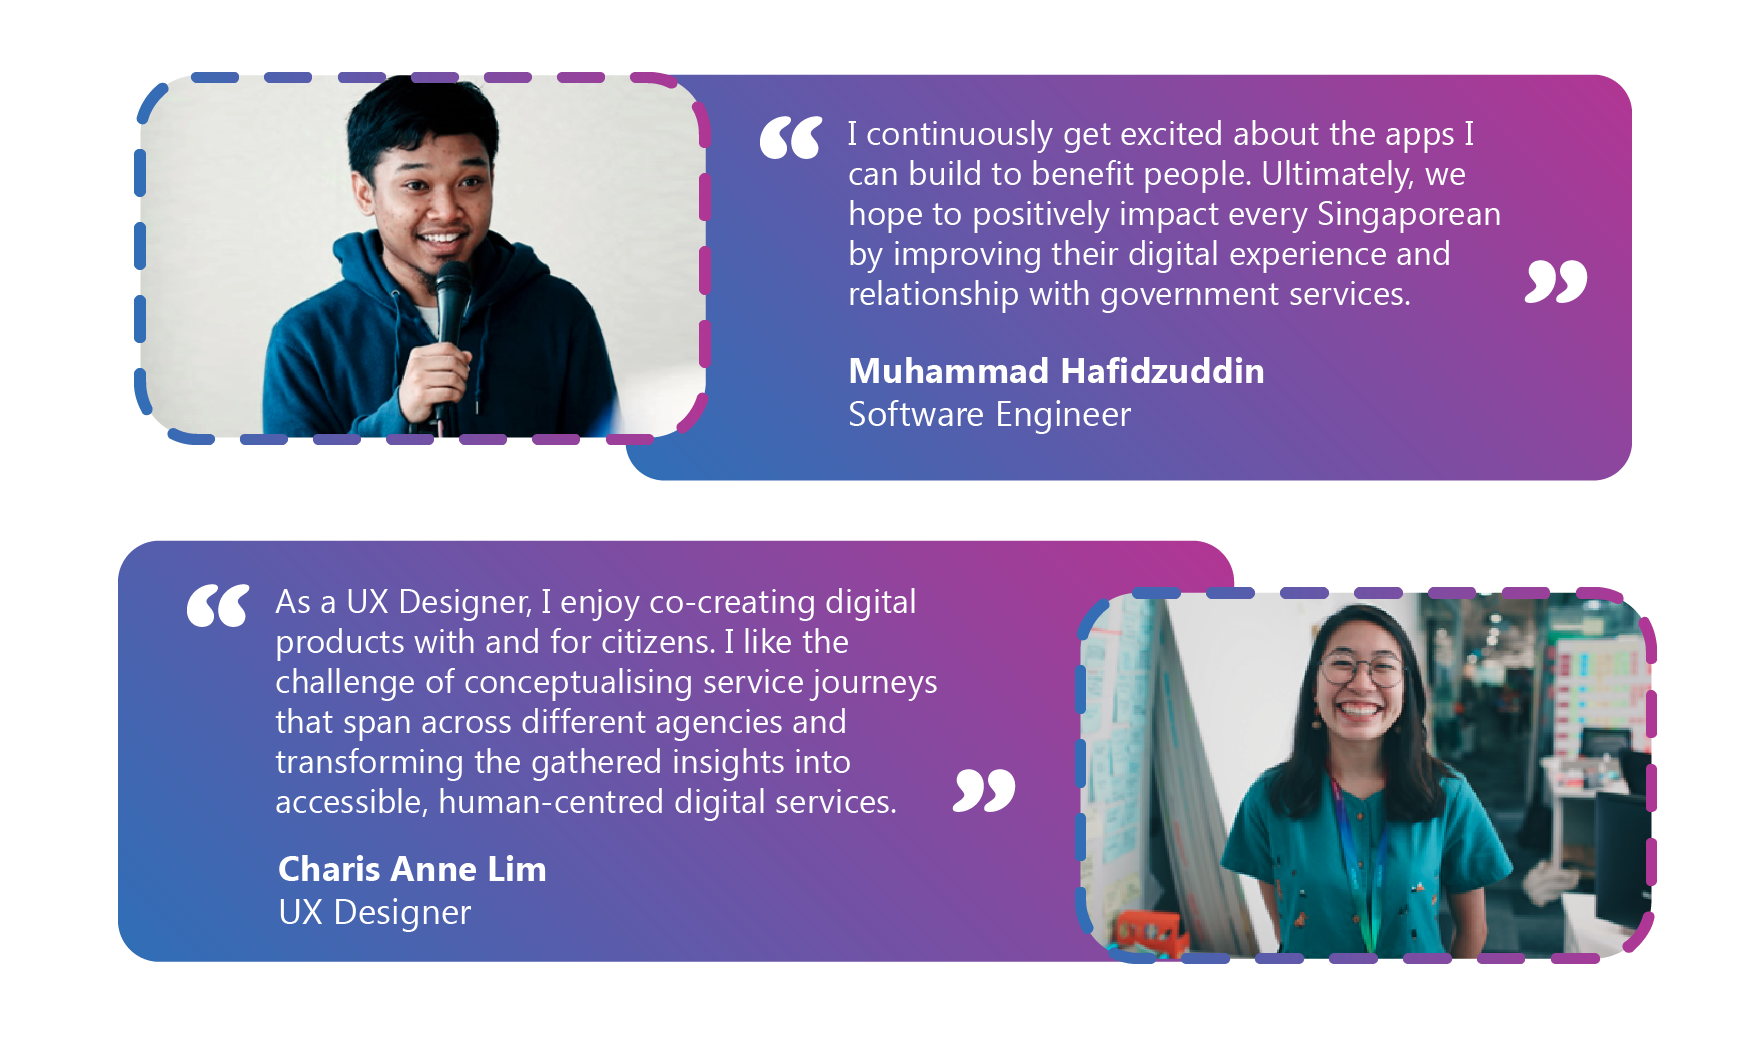 “ I continuously get excited about the apps I
can build to benefit people. Ultimately, we
hope to positively impact every Singaporean
by improving their digital experience and
relationship with government services. ”
Muhammad Hafidzuddin
Software Engineer
“ As a UX Designer, I enjoy co-creating digital
products with and for citizens. I like the
challenge of conceptualising service journeys
that span across different agencies and
transforming the gathered insights into
accessible, human-centred digital services. ”
Charis Anne Lim
UX Designer